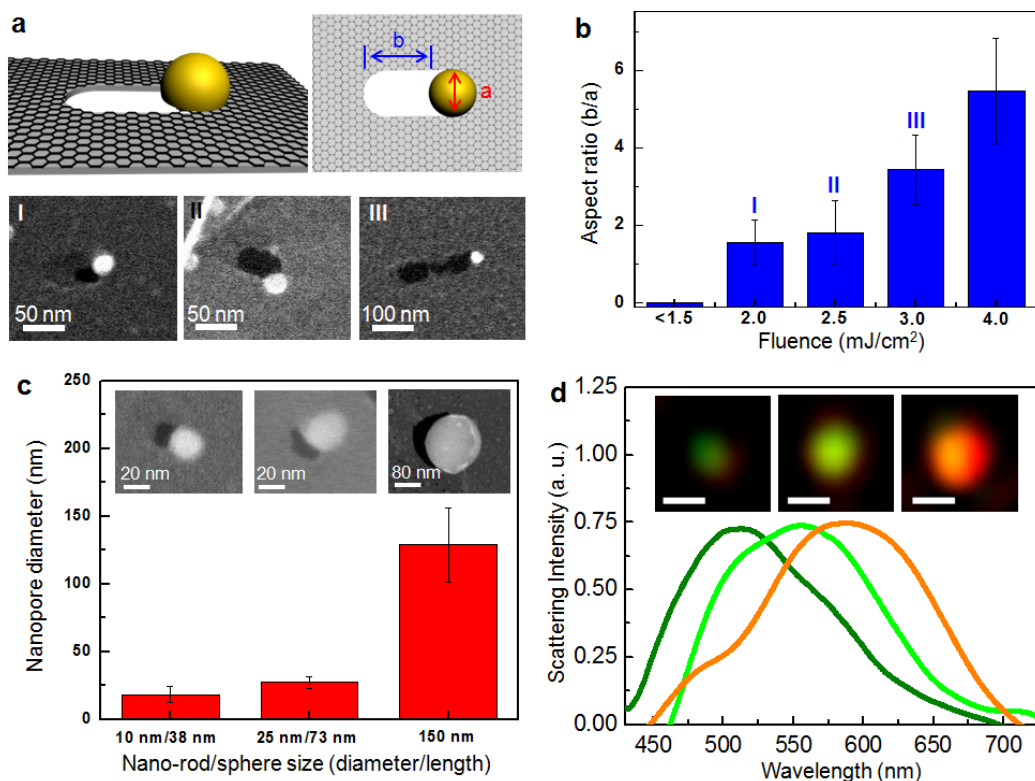 a
b
a
I
50 nm
II
50 nm
III
100 nm
b
Aspect ratio (b/a)
6
4
2
0
I
II
III
<1.5
2.0
2.5
3.0
4.0
Fluence (mJ/cm²)
c
Nanopore diameter (nm)
250
200
150
100
50
0
20 nm
20 nm
80 nm
10 nm/38 nm
25 nm/73 nm
150 nm
Nano-rod/sphere size (diameter/length)
d
Scattering Intensity (a. u.)
1.25
1.00
0.75
0.50
0.25
0.00
450
500
550
600
650
700
Wavelength (nm)